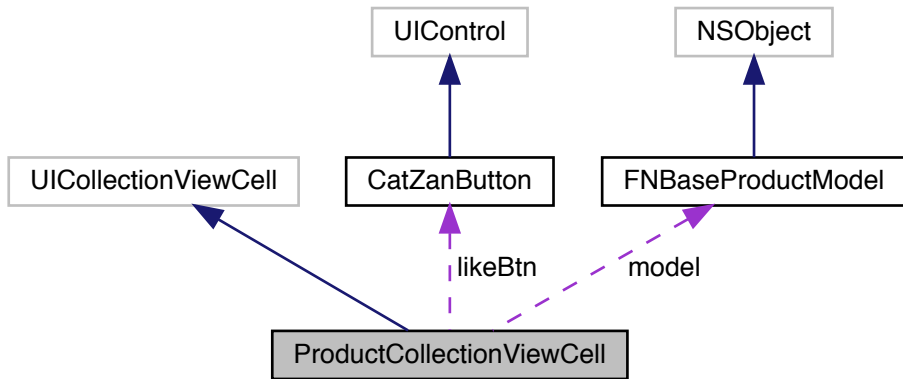 UIControl
NSObject
UICollectionViewCell
CatZanButton
FNBaseProductModel
likeBtn
model
ProductCollectionViewCell